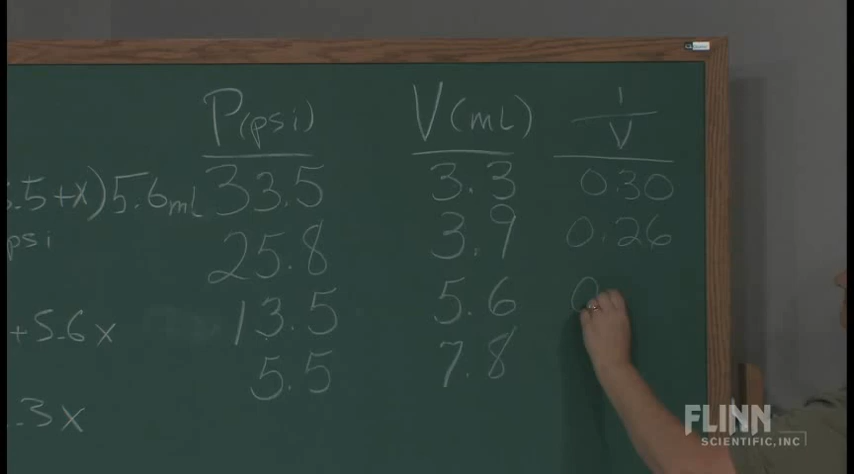 P(psi) V(mL) 1/V
.5+x)5.6mL 33.5 3.3 0.30
psi 25.8 3.9 0.26
+5.6x 13.5 5.6 0
5.5 7.8
.3x
FLINN
SCIENTIFIC, INC